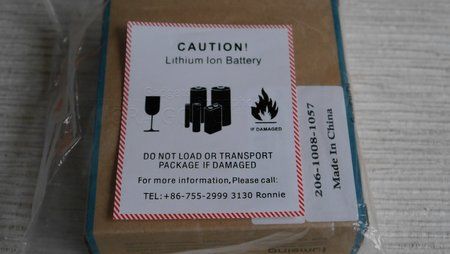 CAUTION!
Lithium Ion Battery
IF DAMAGED
DO NOT LOAD OR TRANSPORT
PACKAGE IF DAMAGED
For more information,Please call:
TEL:+86-755-2999 3130 Ronnie
206-1008-1057
Made In China